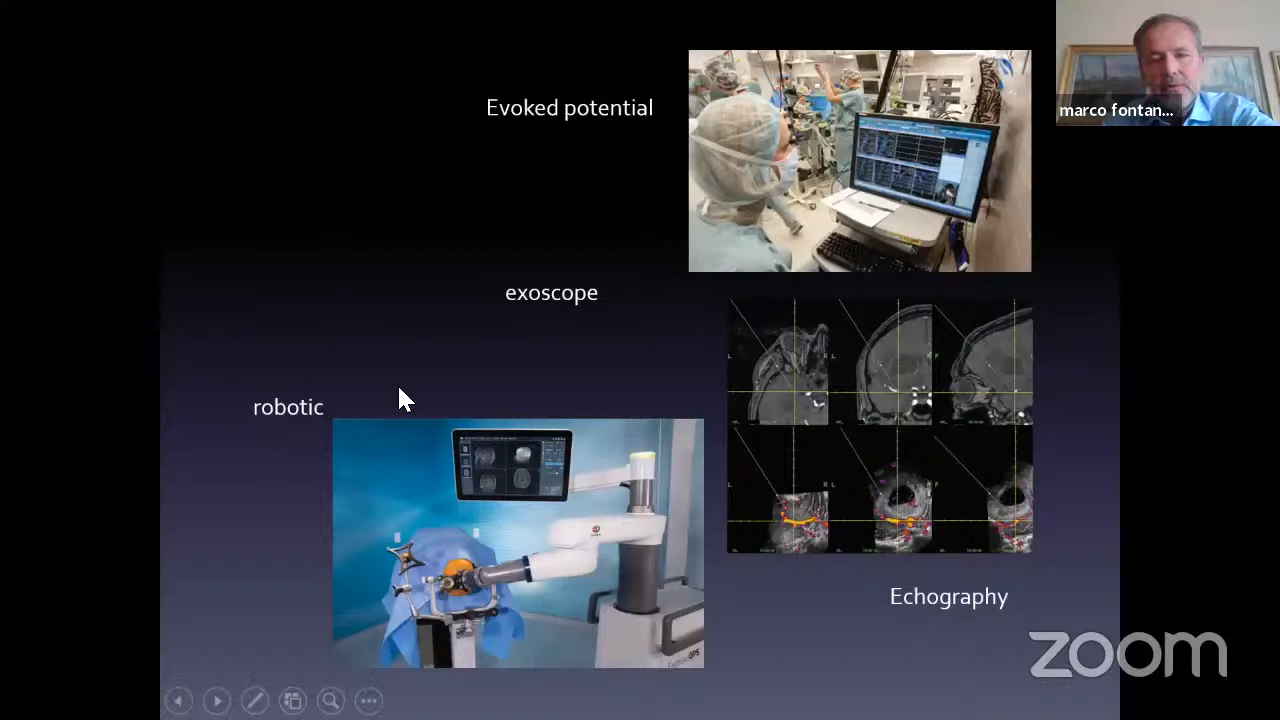 Evoked potential
marco fontan...
exoscope
robotic
Echography
zoom